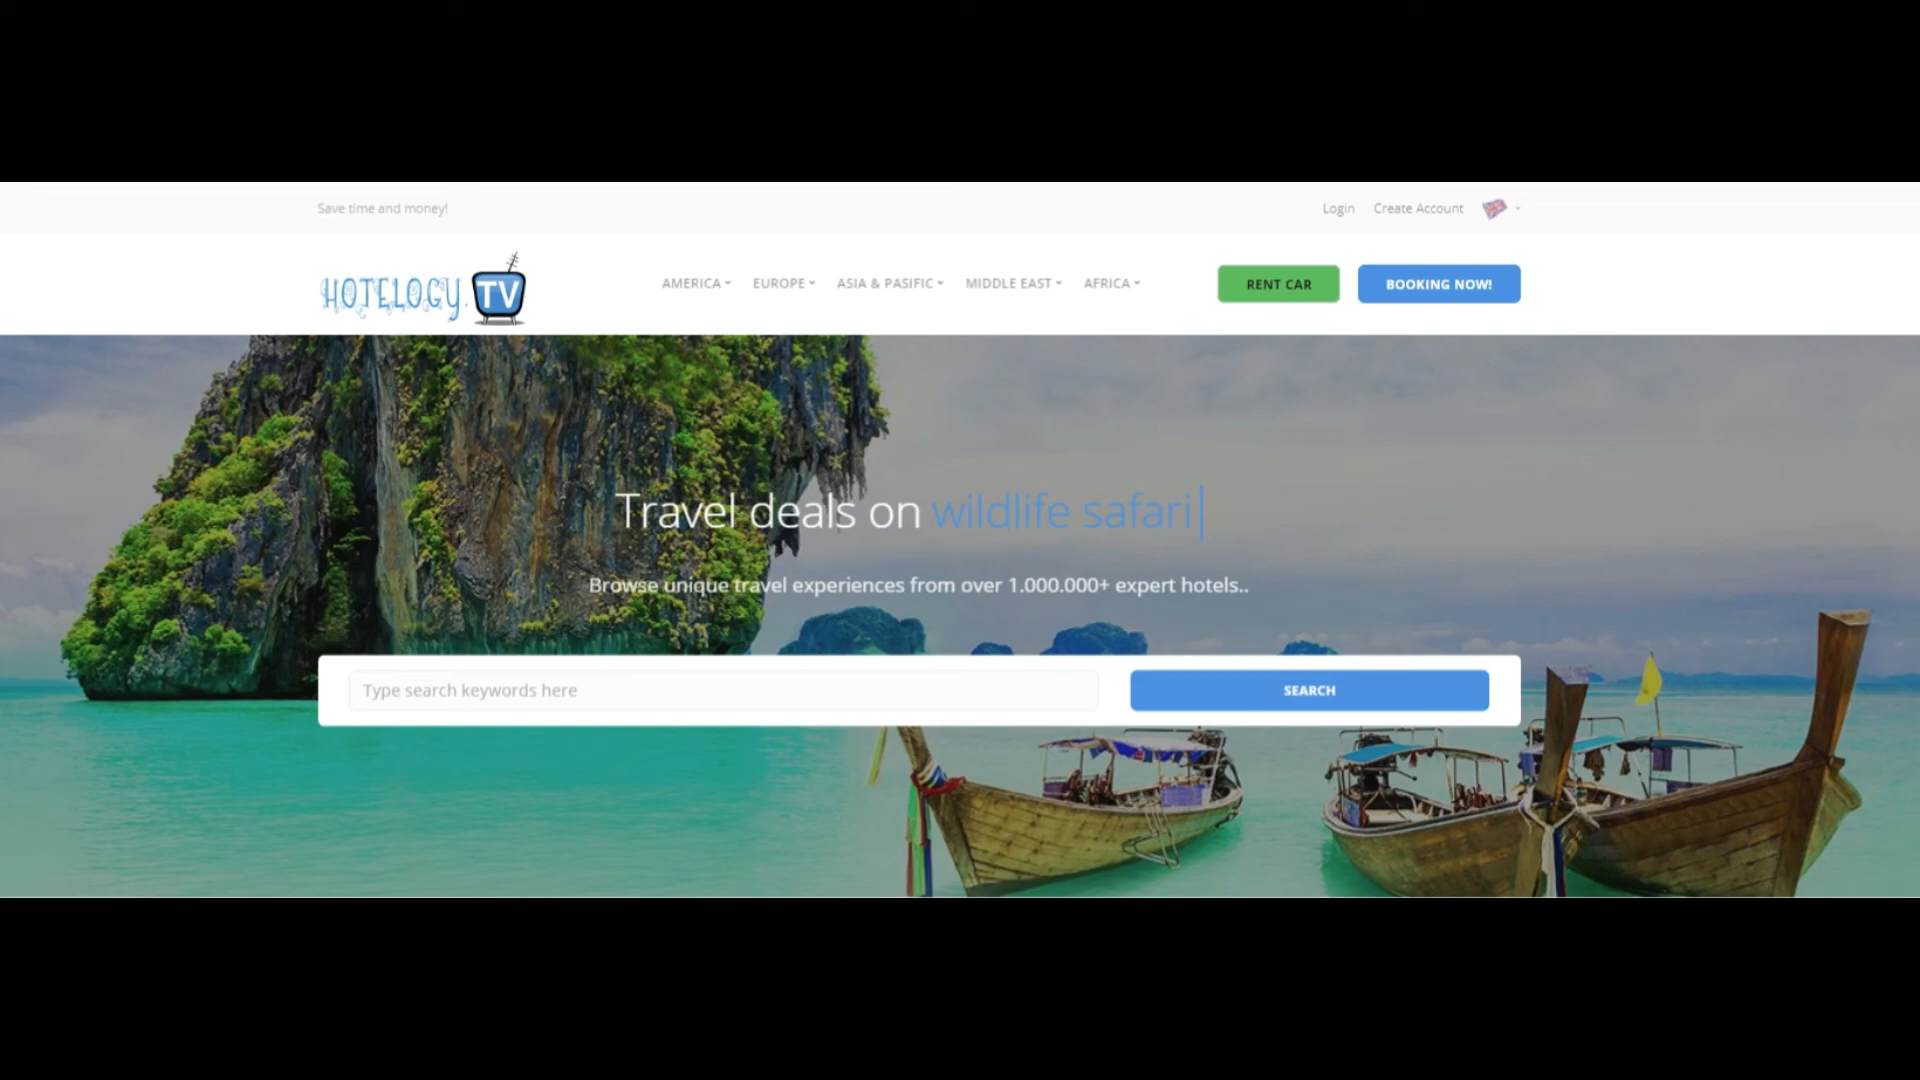 Save time and money!
Login Create Account
HOTELOGY.TV
AMERICA EUROPE ASIA & PASIFIC MIDDLE EAST AFRICA
RENT CAR BOOKING NOW!
Travel deals on wildlife safari
Browse unique travel experiences from over 1.000.000+ expert hotels..
Type search keywords here
SEARCH